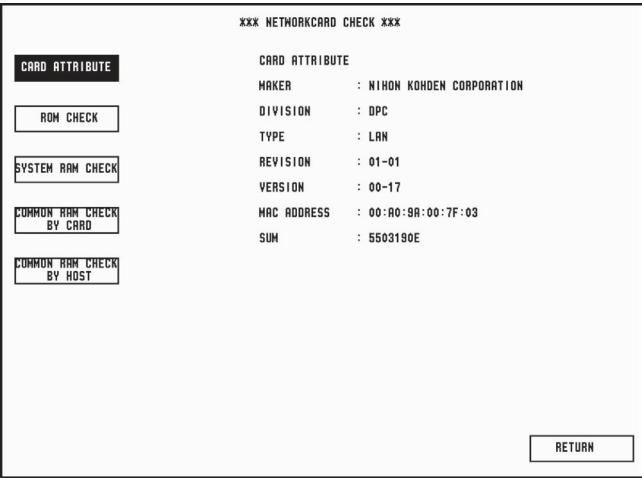 *** NETWORKCARD CHECK ***
CARD ATTRIBUTE
ROM CHECK
SYSTEM RAM CHECK
COMMON RAM CHECK
BY CARD
COMMON RAM CHECK
BY HOST
CARD ATTRIBUTE
MAKER : NIHON KOHDEN CORPORATION
DIVISION : DPC
TYPE : LAN
REVISION : 01-01
VERSION : 00-17
MAC ADDRESS : 00:A0:9A:00:7F:03
SUM : 5503190E
RETURN